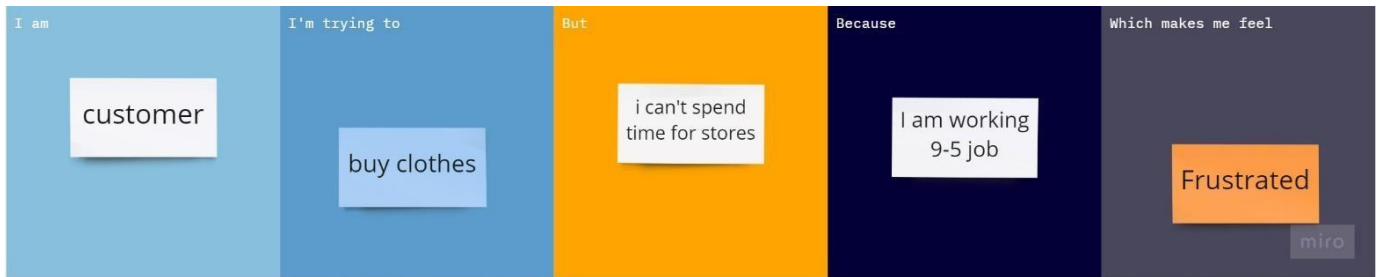 I am
customer
I'm trying to
buy clothes
But
i can't spend
time for stores
Because
I am working
9-5 job
Which makes me feel
Frustrated
miro